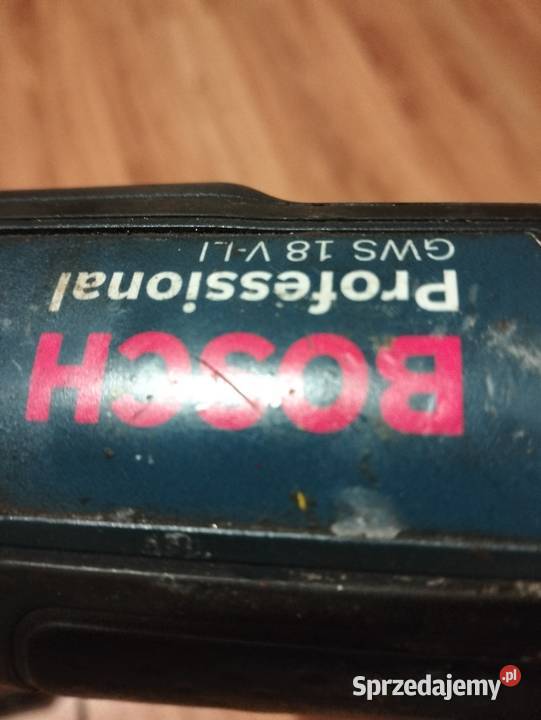 BOSCH
Professional
GWS 18 V-LI
Sprzedajemy.pl